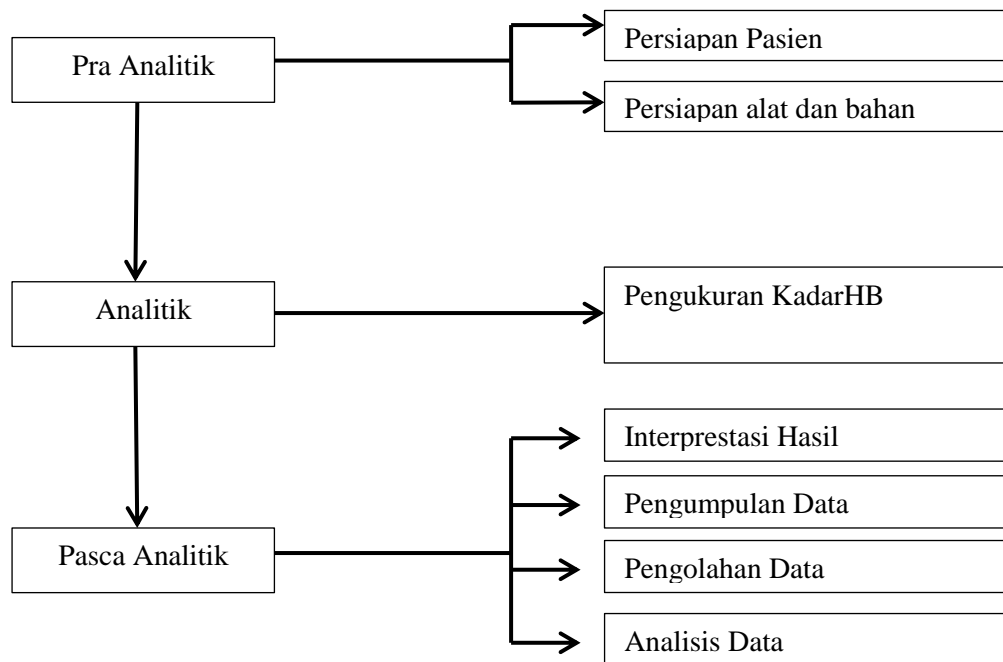 Pra Analitik
Persiapan Pasien
Persiapan alat dan bahan
Analitik
Pengukuran KadarHB
Pasca Analitik
Interprestasi Hasil
Pengumpulan Data
Pengolahan Data
Analisis Data